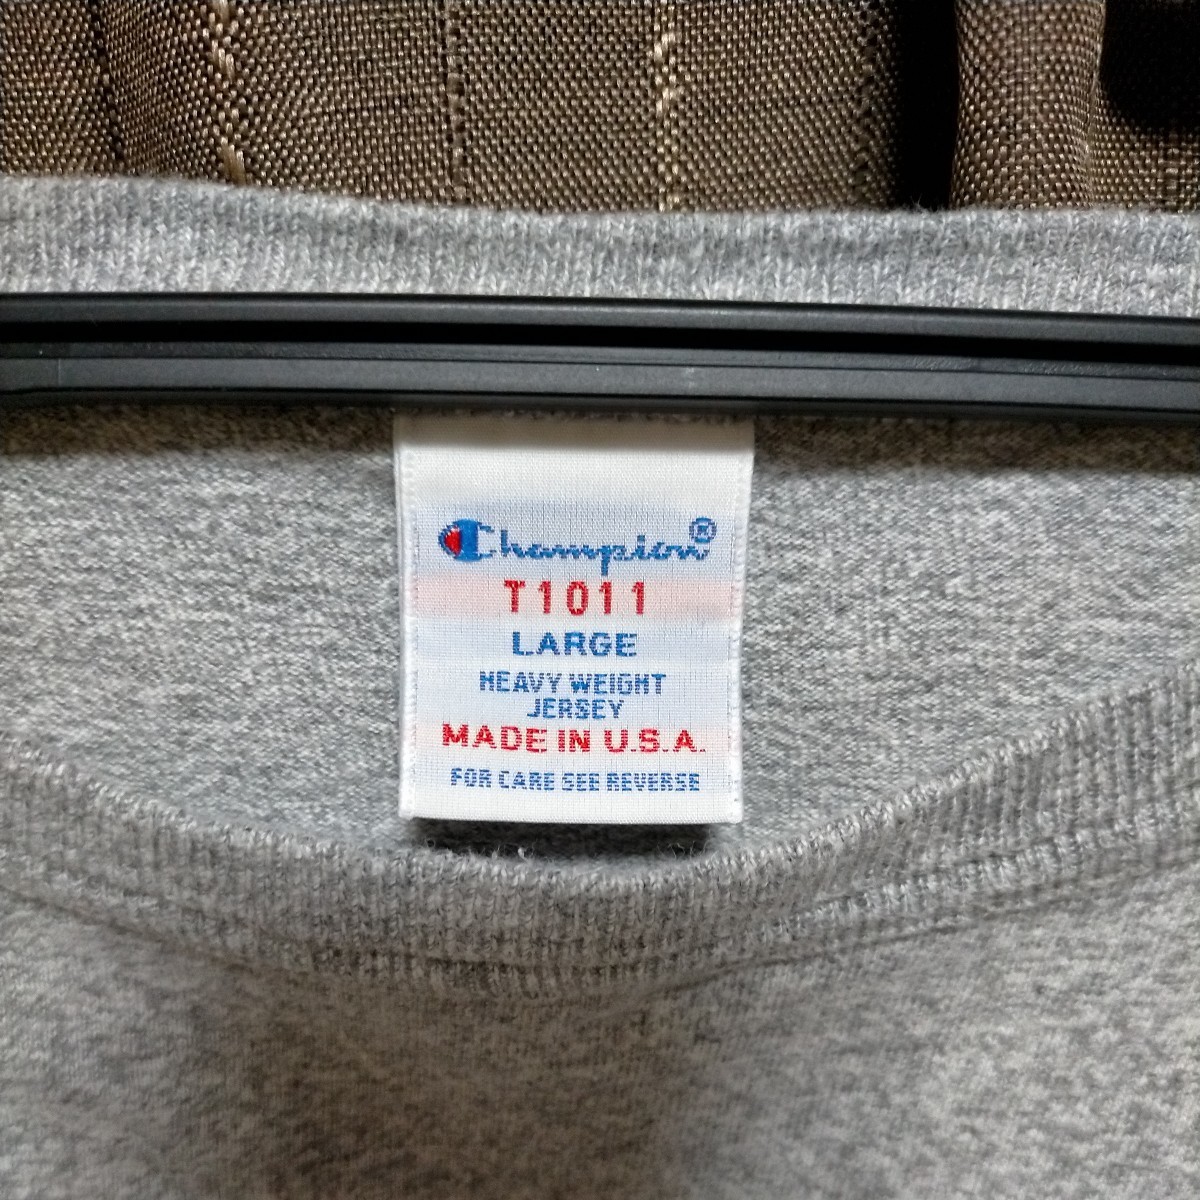 Champion®
T1011
LARGE
HEAVY WEIGHT
JERSEY
MADE IN U.S.A.
FOR CARE SEE REVERSE